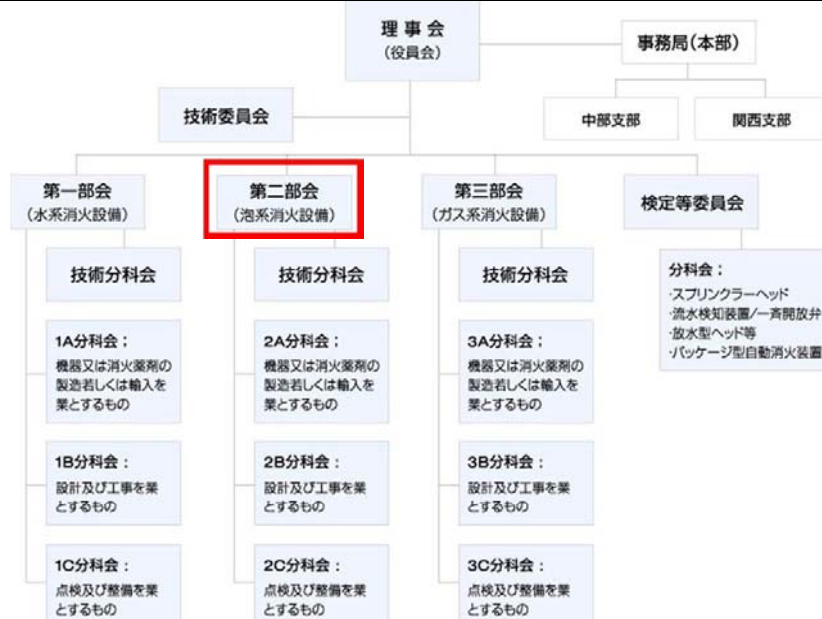 理事会
(役員会)
事務局(本部)
中部支部
関西支部
技術委員会
第一部会
(水系消火設備)
第二部会
(泡系消火設備)
第三部会
(ガス系消火設備)
検定等委員会
技術分科会
1A分科会：
機器又は消火薬剤の
製造若しくは輸入を
業とするもの
1B分科会：
設計及び工事を業
とするもの
1C分科会：
点検及び整備を業
とするもの
技術分科会
2A分科会：
機器又は消火薬剤の
製造若しくは輸入を
業とするもの
2B分科会：
設計及び工事を業
とするもの
2C分科会：
点検及び整備を業
とするもの
技術分科会
3A分科会：
機器又は消火薬剤の
製造若しくは輸入を
業とするもの
3B分科会：
設計及び工事を業
とするもの
3C分科会：
点検及び整備を業
とするもの
分科会：
・スプリンクラーヘッド
・流水検知装置/一斉開放弁
・放水型ヘッド等
・パッケージ型自動消火装置